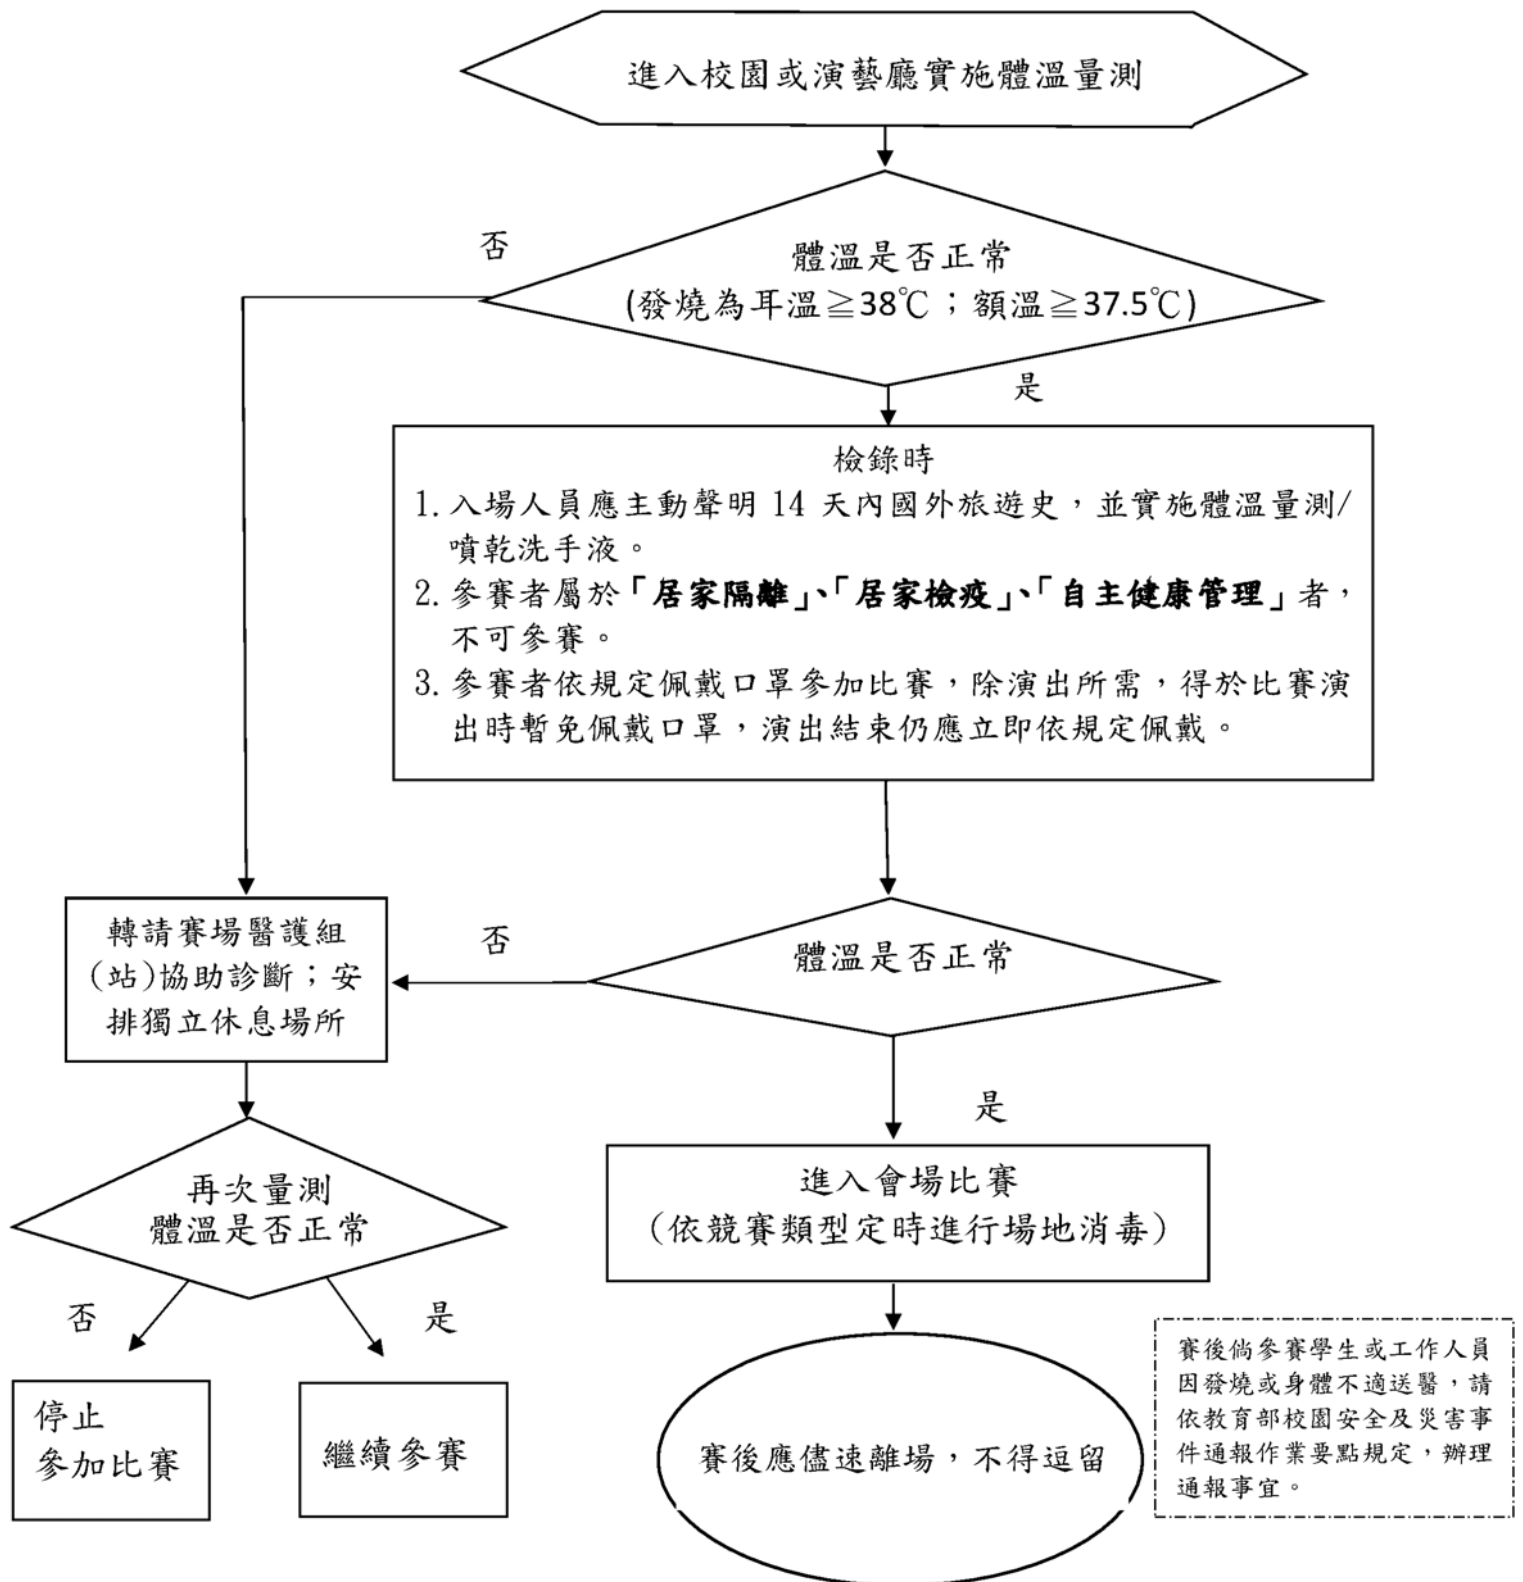 進入校園或演藝廳實施體溫量測
否
體溫是否正常
(發燒為耳溫≧38℃；額溫≧37.5℃)
是
檢錄時
1. 入場人員應主動聲明 14 天內國外旅遊史，並實施體溫量測/
噴乾洗手液。
2. 參賽者屬於「居家隔離」、「居家檢疫」、「自主健康管理」者，
不可參賽。
3. 參賽者依規定佩戴口罩參加比賽，除演出所需，得於比賽演
出時暫免佩戴口罩，演出結束仍應立即依規定佩戴。
轉請賽場醫護組
(站)協助診斷；安
排獨立休息場所
否
體溫是否正常
是
再次量測
體溫是否正常
進入會場比賽
（依競賽類型定時進行場地消毒）
否
是
停止
參加比賽
繼續參賽
賽後應儘速離場，不得逗留
賽後倘參賽學生或工作人員
因發燒或身體不適送醫，請
依教育部校園安全及災害事
件通報作業要點規定，辦理
通報事宜。